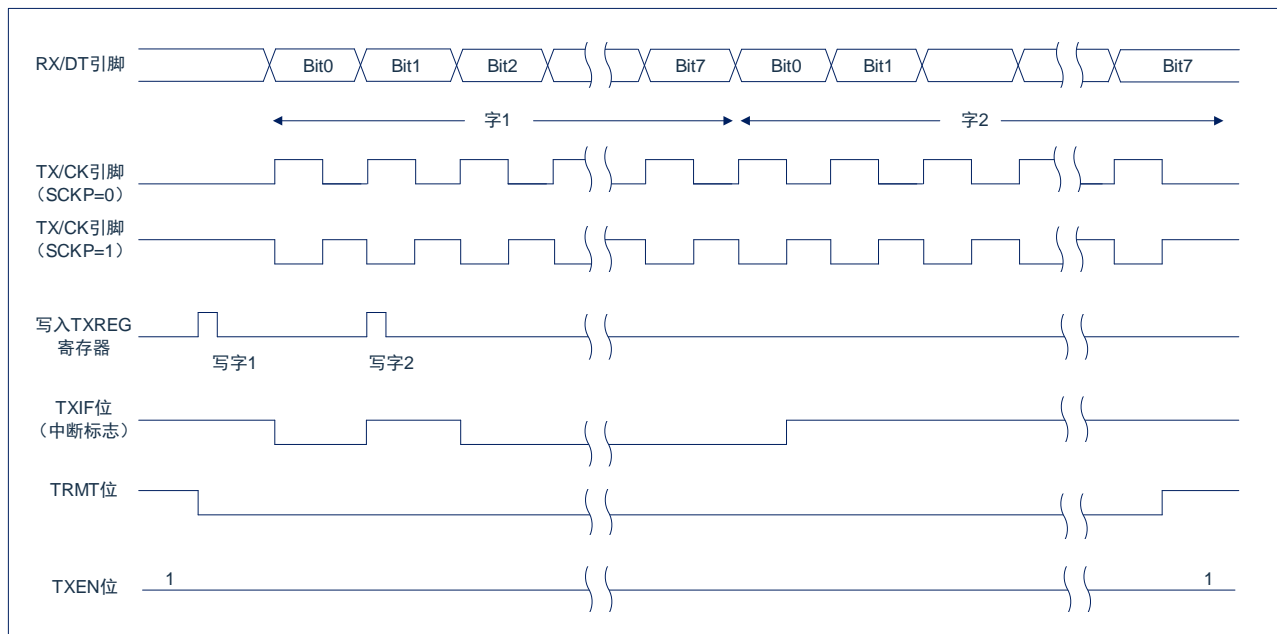 RX/DT引脚
Bit0 Bit1 Bit2 Bit7 Bit0 Bit1 Bit7
字1 字2
TX/CK引脚
（SCKP=0）
TX/CK引脚
（SCKP=1）
写入TXREG
寄存器
写字1 写字2
TXIF位
（中断标志）
TRMT位
TXEN位 1 1